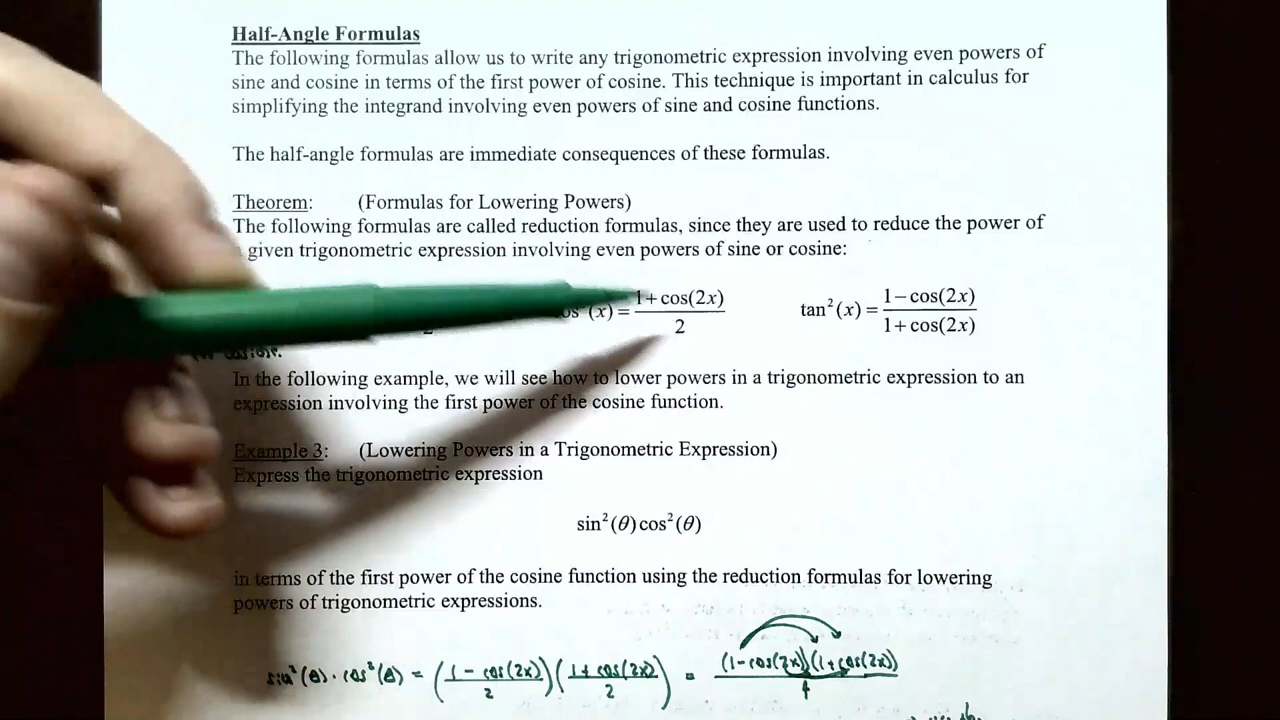 Half-Angle Formulas
The following formulas allow us to write any trigonometric expression involving even powers of
sine and cosine in terms of the first power of cosine. This technique is important in calculus for
simplifying the integrand involving even powers of sine and cosine functions.
The half-angle formulas are immediate consequences of these formulas.
Theorem: (Formulas for Lowering Powers)
The following formulas are called reduction formulas, since they are used to reduce the power of
given trigonometric expression involving even powers of sine or cosine:
(x) = (1+cos(2x))/2 tan²(x) = (1−cos(2x))/(1+cos(2x))
In the following example, we will see how to lower powers in a trigonometric expression to an
expression involving the first power of the cosine function.
Example 3: (Lowering Powers in a Trigonometric Expression)
Express the trigonometric expression
sin²(θ)cos²(θ)
in terms of the first power of the cosine function using the reduction formulas for lowering
powers of trigonometric expressions.
sin²(θ)·cos²(θ) = ((1 − cos(2x))/2)((1 + cos(2x))/2) = ((1−cos(2x))(1+cos(2x)))/4